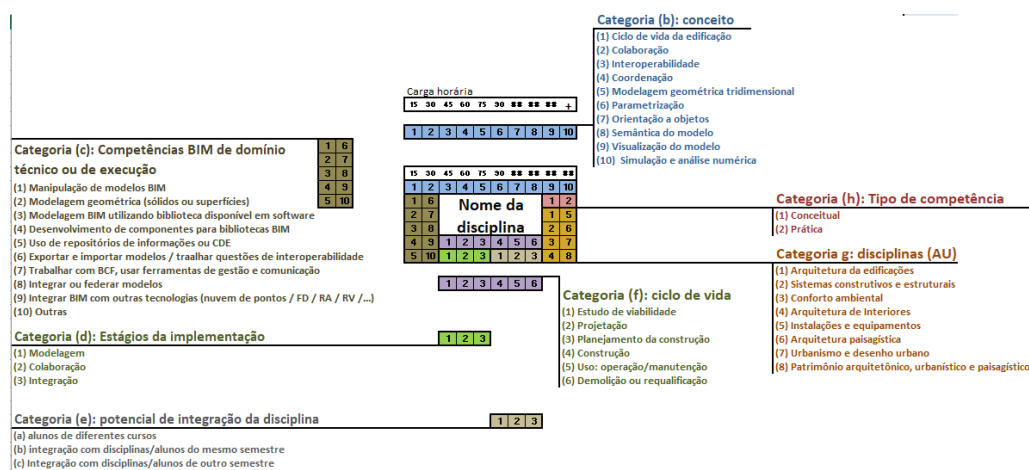 Categoria (b): conceito
(1) Ciclo de vida da edificação
(2) Colaboração
(3) Interoperabilidade
(4) Coordenação
(5) Modelagem geométrica tridimensional
(6) Parametrização
(7) Orientação a objetos
(8) Semântica do modelo
(9) Visualização do modelo
(10) Simulação e análise numérica
Carga horária
15 30 45 60 75 90 ## ## ## +
1 2 3 4 5 6 7 8 9 10
Categoria (c): Competências BIM de domínio
técnico ou de execução
1 6
2 7
3 8
4 9
5 10
(1) Manipulação de modelos BIM
(2) Modelagem geométrica (sólidos ou superfícies)
(3) Modelagem BIM utilizando biblioteca disponível em software
(4) Desenvolvimento de componentes para bibliotecas BIM
(5) Uso de repositórios de informações ou CDE
(6) Exportar e importar modelos / traalhar questões de interoperabilidade
(7) Trabalhar com BCF, usar ferramentas de gestão e comunicação
(8) Integrar ou federar modelos
(9) Integrar BIM com outras tecnologias (nuvem de pontos / FD / RA / RV /...)
(10) Outras
15 30 45 60 75 90 ## ## ##
1 2 3 4 5 6 7 8 9 10
1 6 Nome da 1 2
2 7 disciplina 1 5
3 8 2 6
4 9 1 2 3 4 5 6 3 7
5 10 1 2 3 1 2 3 4 8
Categoria (h): Tipo de competência
(1) Conceitual
(2) Prática
Categoria g: disciplinas (AU)
(1) Arquitetura da edificações
(2) Sistemas construtivos e estruturais
(3) Conforto ambiental
(4) Arquitetura de Interiores
(5) Instalações e equipamentos
(6) Arquitetura paisagística
(7) Urbanismo e desenho urbano
(8) Patrimônio arquitetônico, urbanístico e paisagístico
1 2 3 4 5 6
Categoria (f): ciclo de vida
(1) Estudo de viabilidade
(2) Projetação
(3) Planejamento da construção
(4) Construção
(5) Uso: operação/manutenção
(6) Demolição ou requalificação
Categoria (d): Estágios da implementação
1 2 3
(1) Modelagem
(2) Colaboração
(3) Integração
Categoria (e): potencial de integração da disciplina
1 2 3
(a) alunos de diferentes cursos
(b) integração com disciplinas/alunos do mesmo semestre
(c) Integração com disciplinas/alunos de outro semestre